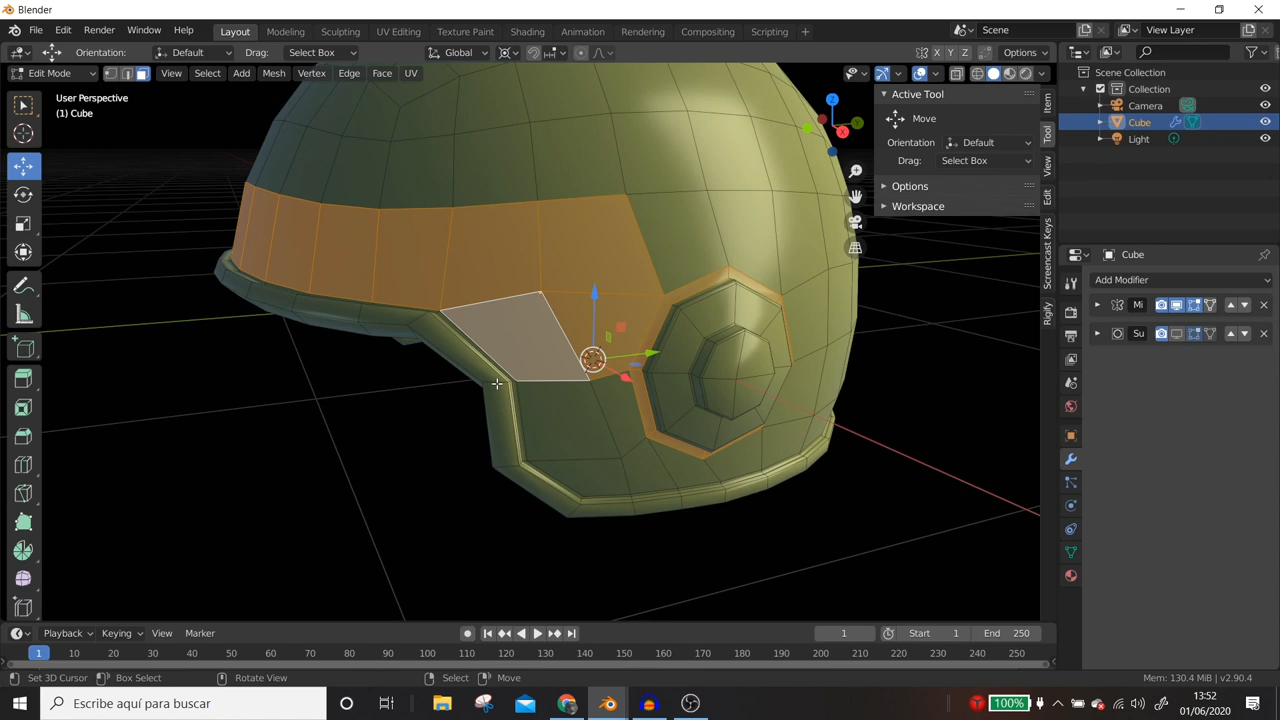 Blender
File Edit Render Window Help Layout Modeling Sculpting UV Editing Texture Paint Shading Animation Rendering Compositing Scripting + Scene View Layer
Orientation: Default Drag: Select Box Global X Y Z Options
Edit Mode View Select Add Mesh Vertex Edge Face UV
User Perspective
(1) Cube
Active Tool
Move
Orientation Default
Drag: Select Box
Options
Workspace
Item
Tool
View
Edit
Screencast Keys
Rigify
Z
Y
X
Scene Collection
Collection
Camera
Cube
Light
Cube
Add Modifier
Mi
Su
Playback Keying View Marker 1 Start 1 End 250
1 10 20 30 40 50 60 70 80 90 100 110 120 130 140 150 160 170 180 190 200 210 220 230 240 250
Set 3D Cursor Box Select Rotate View Select Move Mem: 130.4 MiB | v2.90.4
Escribe aquí para buscar 100% 13:52
01/06/2020